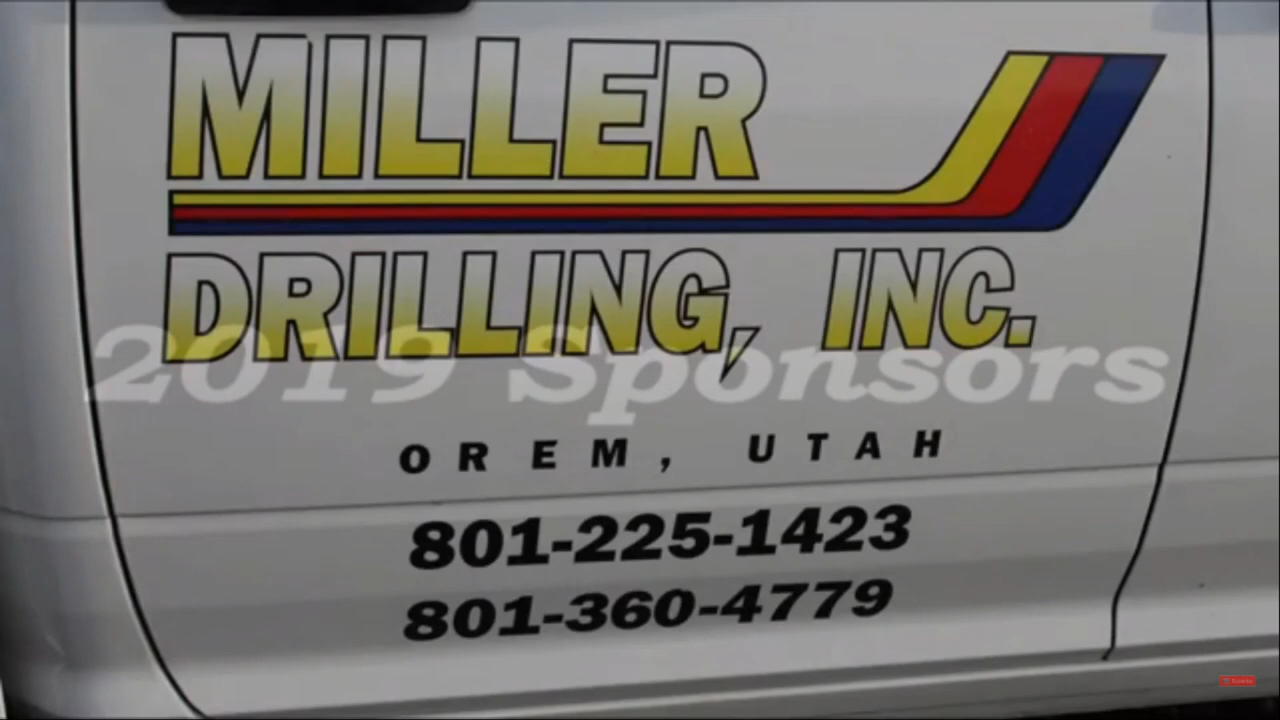 MILLER
DRILLING, INC.
2019 Sponsors
OREM, UTAH
801-225-1423
801-360-4779